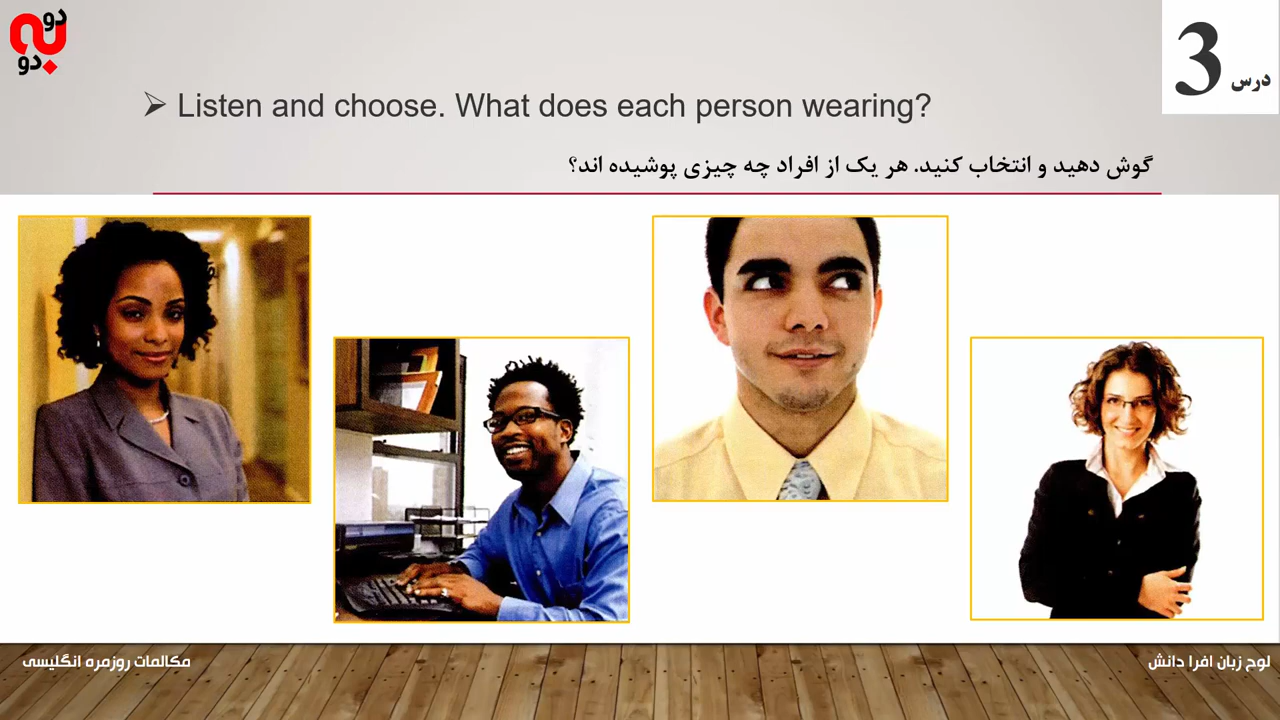 دو
به
دو
درس 3
➢ Listen and choose. What does each person wearing?
گوش دهید و انتخاب کنید. هر یک از افراد چه چیزی پوشیده اند؟
مکالمات روزمره انگلیسی
لوح زبان افرا دانش